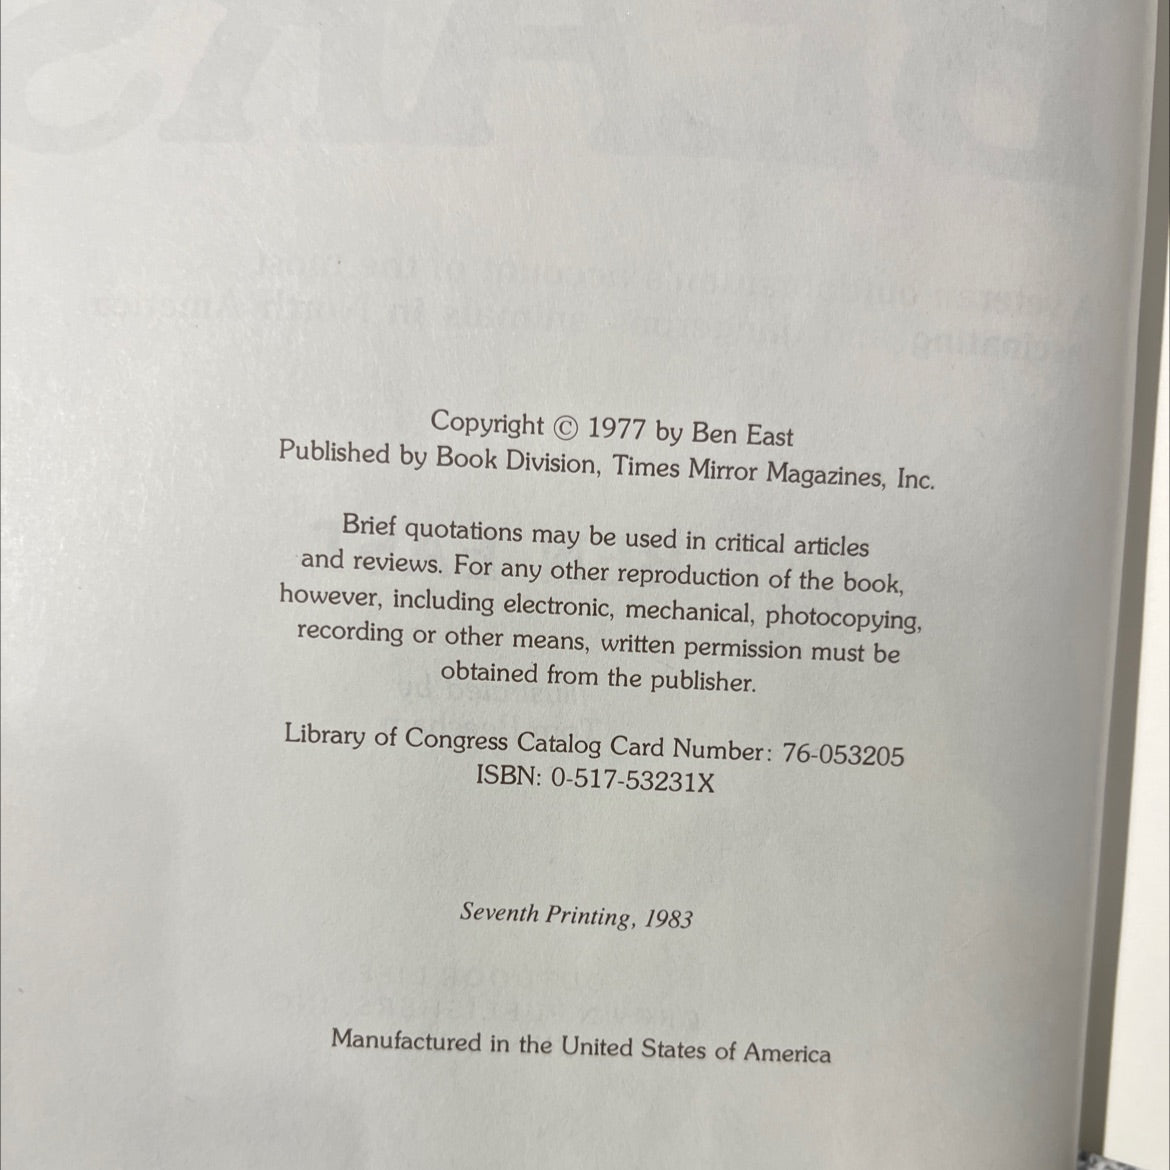 Copyright © 1977 by Ben East
Published by Book Division, Times Mirror Magazines, Inc.
Brief quotations may be used in critical articles
and reviews. For any other reproduction of the book,
however, including electronic, mechanical, photocopying,
recording or other means, written permission must be
obtained from the publisher.
Library of Congress Catalog Card Number: 76-053205
ISBN: 0-517-53231X
Seventh Printing, 1983
Manufactured in the United States of America